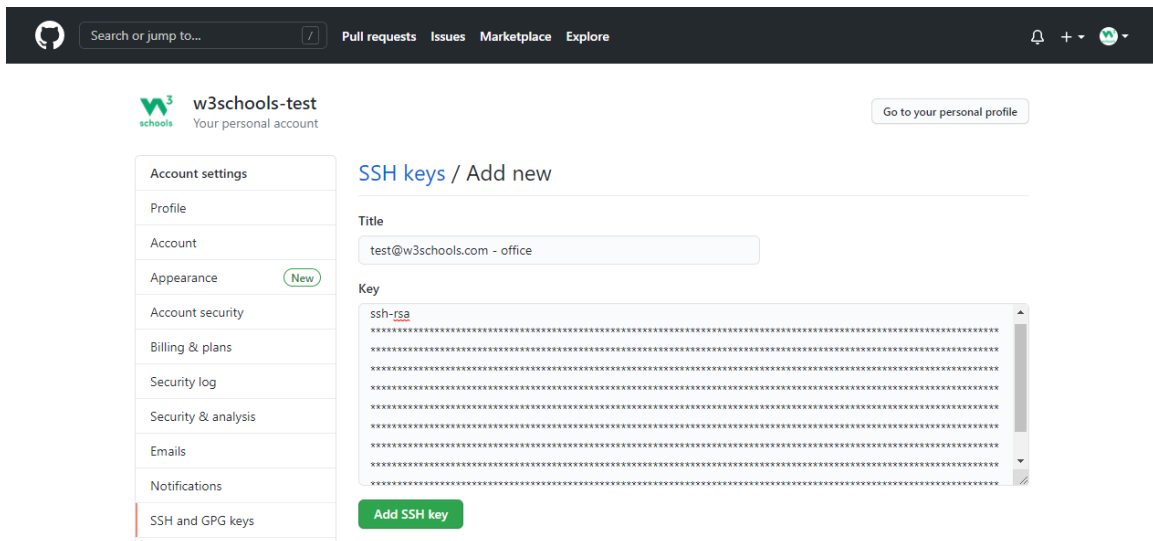 Search or jump to... /
Pull requests Issues Marketplace Explore
w3schools-test
Your personal account
Go to your personal profile
W3
schools
Account settings
Profile
Account
Appearance New
Account security
Billing & plans
Security log
Security & analysis
Emails
Notifications
SSH and GPG keys
SSH keys / Add new
Title
test@w3schools.com - office
Key
ssh-rsa
Add SSH key